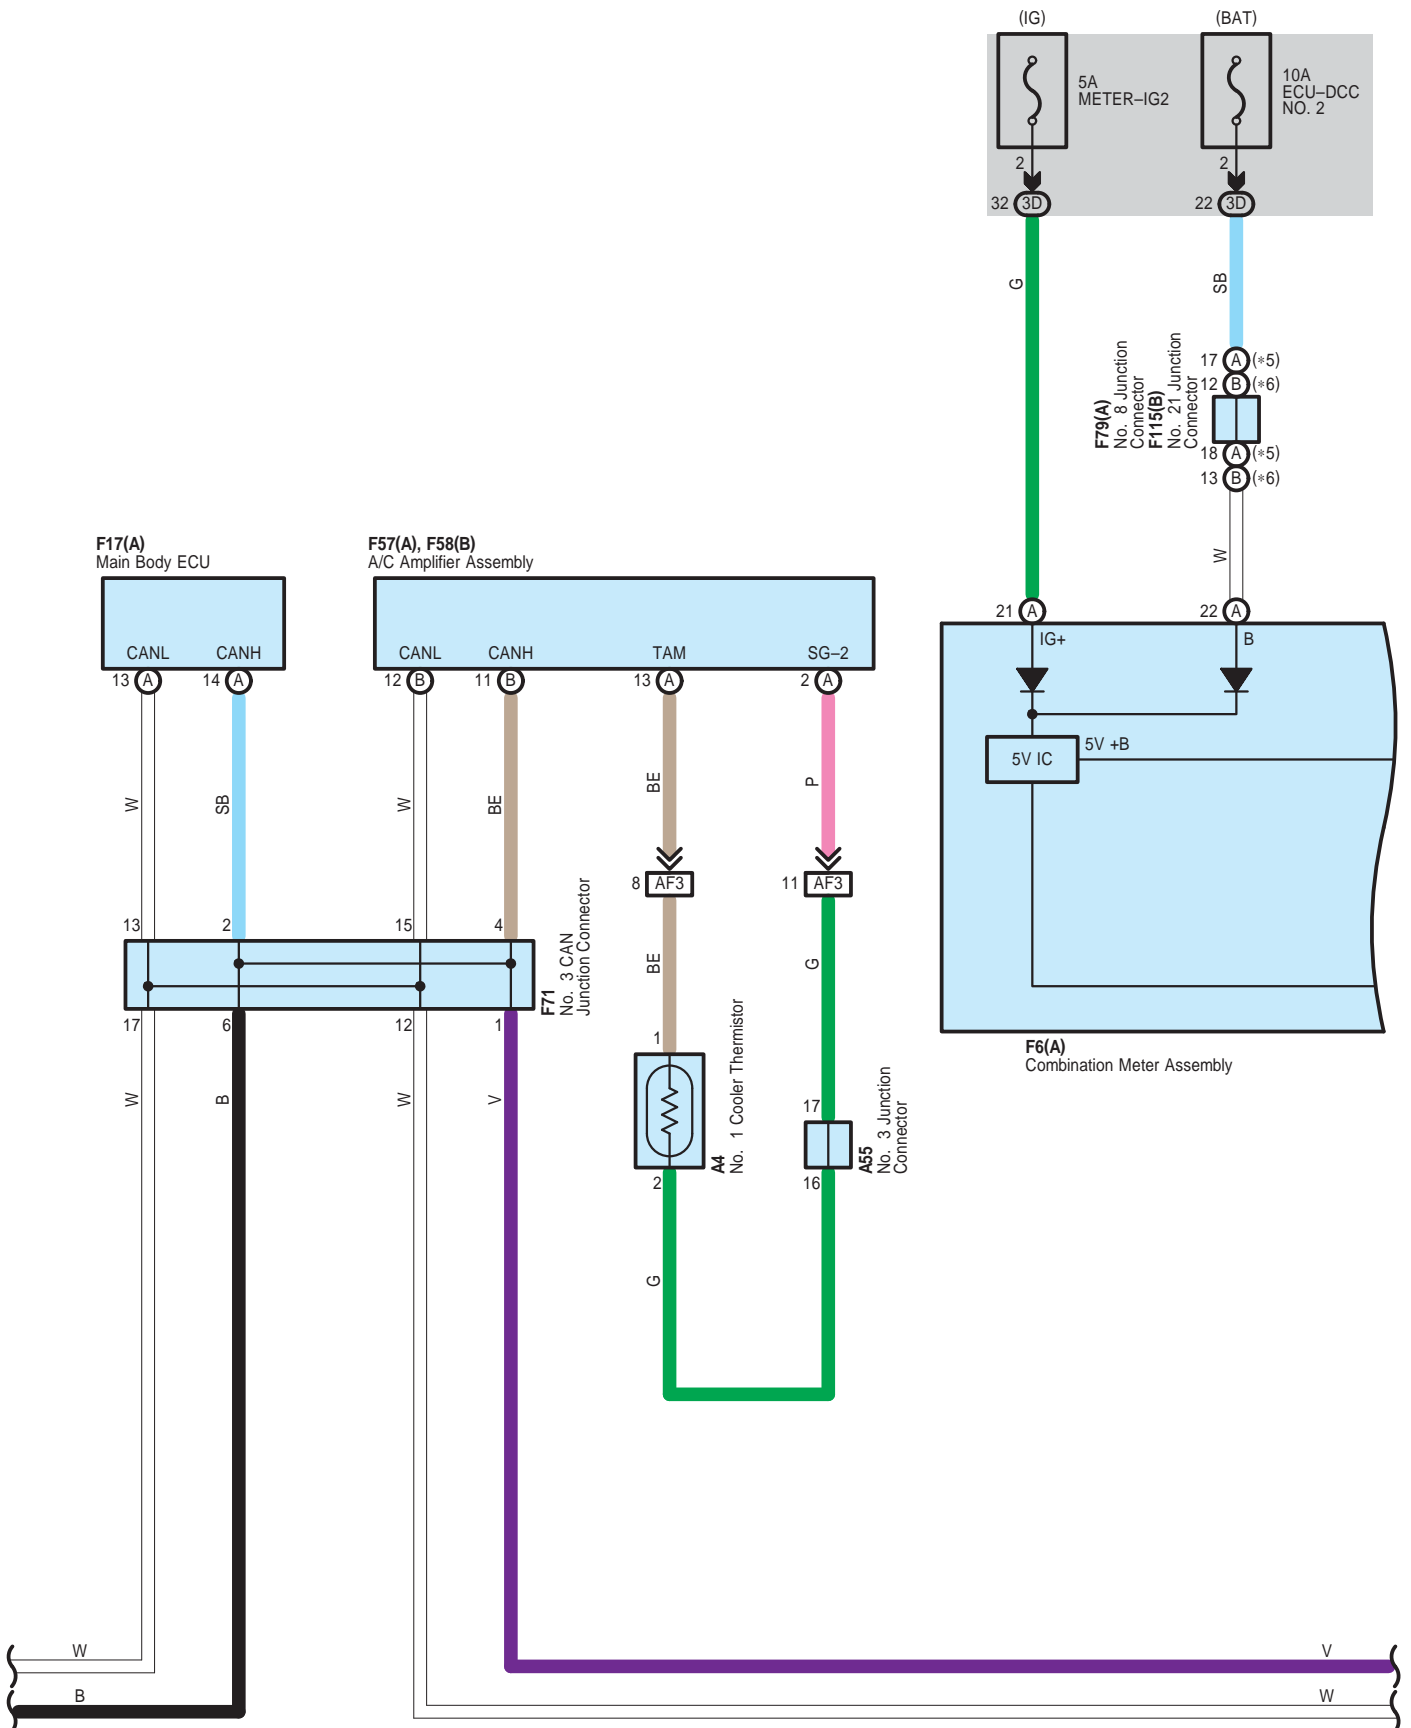 (IG)
(BAT)
5A
METER–IG2
10A
ECU–DCC
NO. 2
2
2
32
3D
22
3D
G
SB
F79(A)
No. 8 Junction
Connector
F115(B)
No. 21 Junction
Connector
17
A
(*5)
12
B
(*6)
18
A
(*5)
13
B
(*6)
W
F17(A)
Main Body ECU
F57(A), F58(B)
A/C Amplifier Assembly
21
A
22
A
IG+
B
CANL
CANH
CANL
CANH
TAM
SG–2
13
A
14
A
12
B
11
B
13
A
2
A
5V IC
5V +B
W
SB
W
BE
BE
P
8
AF3
11
AF3
13
2
15
4
F71
No. 3 CAN
Junction Connector
BE
G
17
6
12
1
1
F6(A)
Combination Meter Assembly
W
B
W
V
A4
No. 1 Cooler Thermistor
17
A55
No. 3 Junction
Connector
2
16
G
W
V
B
W